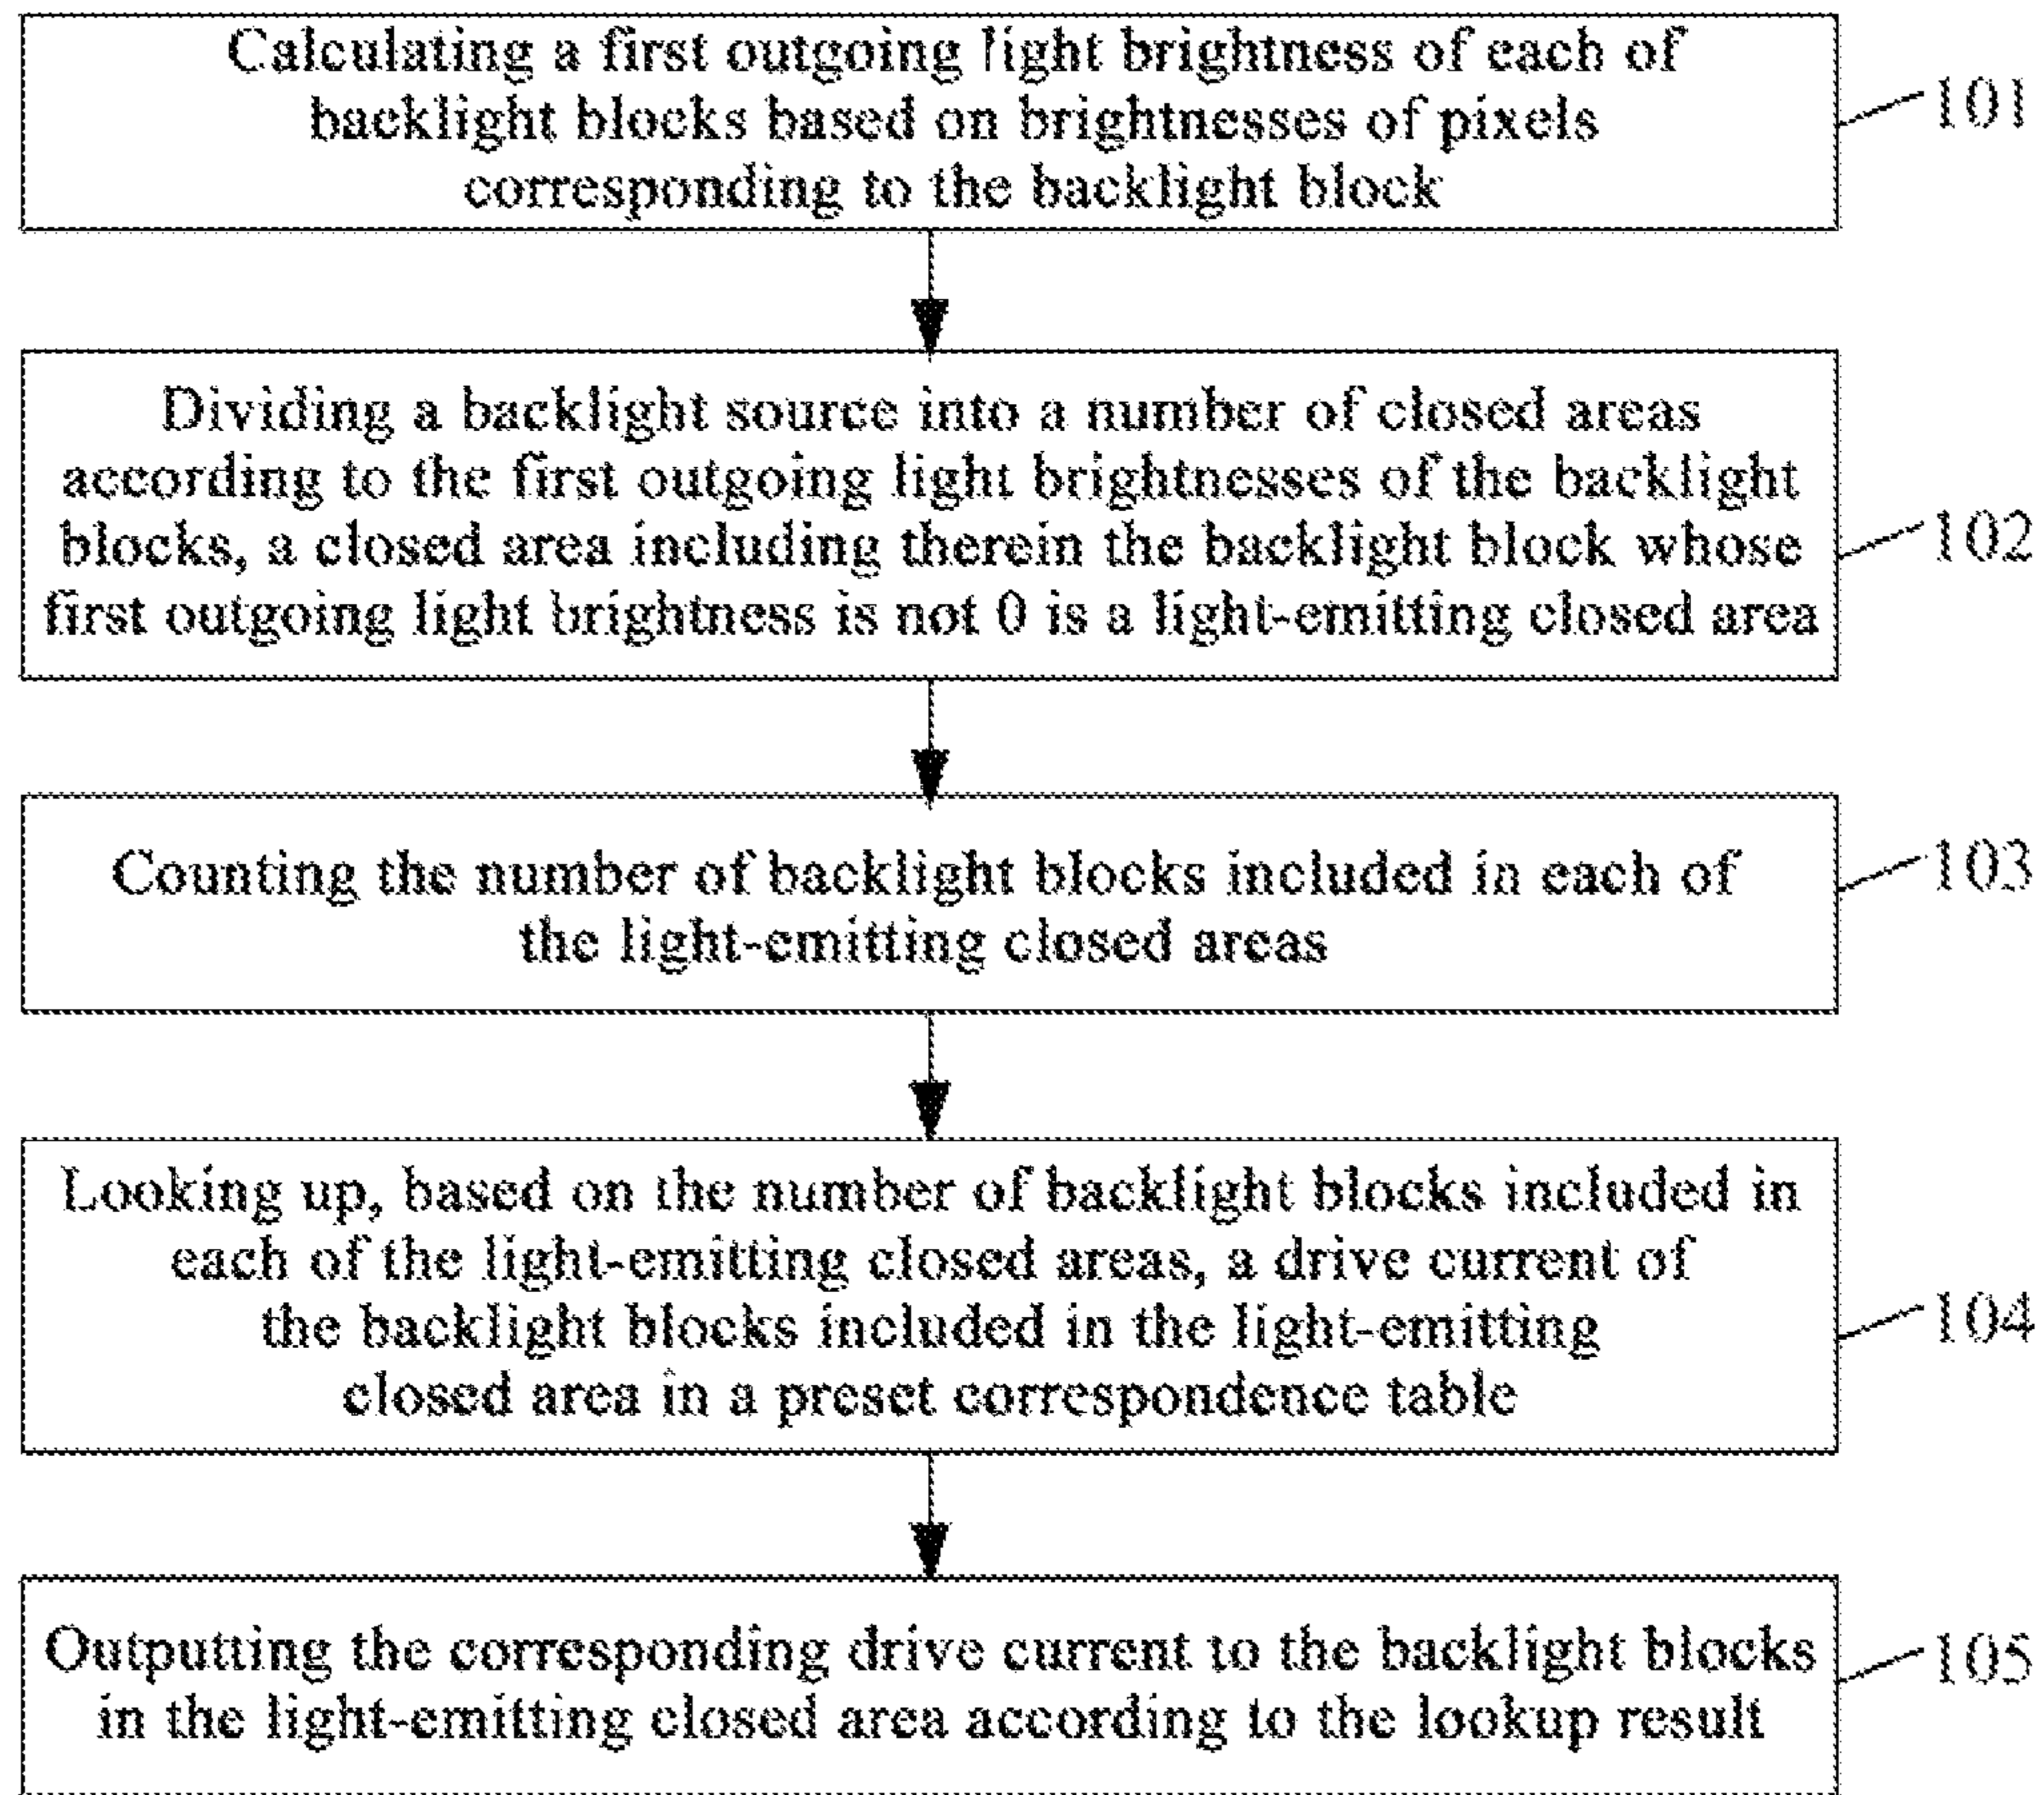 Calculating a first outgoing light brightness of each of
backlight blocks based on brightnesses of pixels
corresponding to the backlight block
101
Dividing a backlight source into a number of closed areas
according to the first outgoing light brightnesses of the backlight
blocks, a closed area including therein the backlight block whose
first outgoing light brightness is not 0 is a light-emitting closed area
102
Counting the number of backlight blocks included in each of
the light-emitting closed areas
103
Looking up, based on the number of backlight blocks included in
each of the light-emitting closed areas, a drive current of
the backlight blocks included in the light-emitting
closed area in a preset correspondence table
104
Outputting the corresponding drive current to the backlight blocks
in the light-emitting closed area according to the lookup result
105